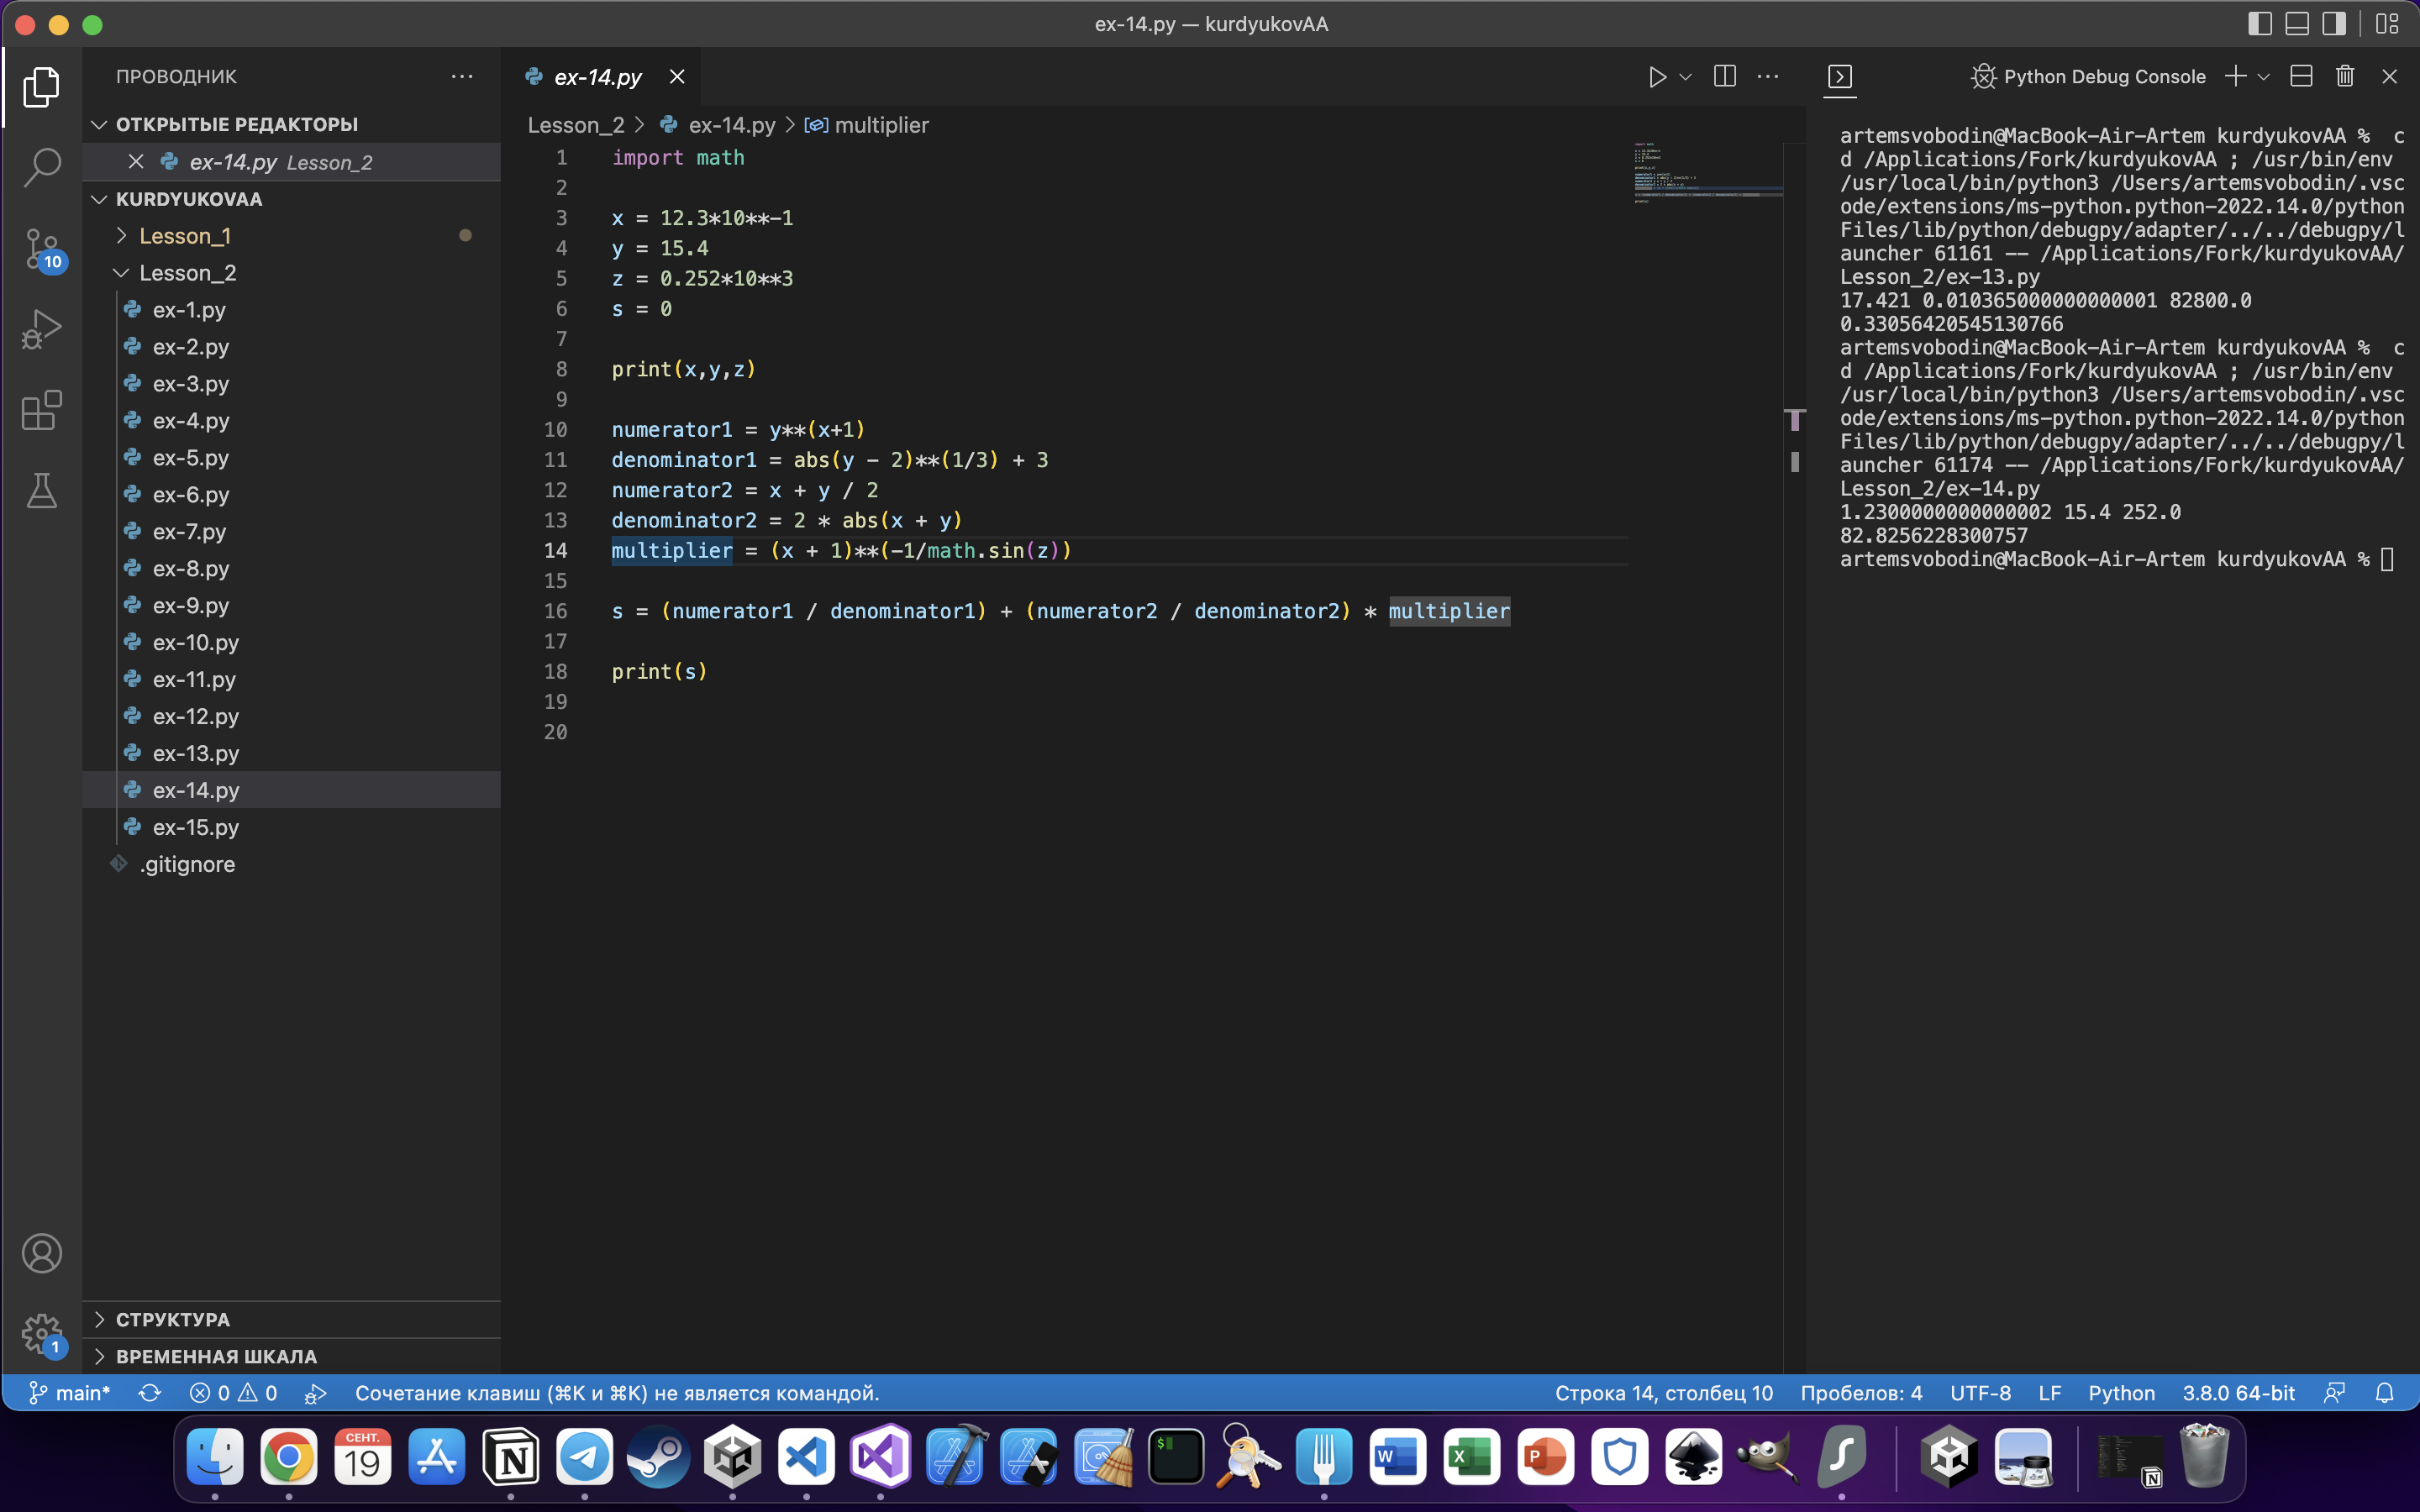 ex-14.py — kurdyukovAA
ПРОВОДНИК
ОТКРЫТЫЕ РЕДАКТОРЫ
ex-14.py Lesson_2
KURDYUKOVAA
Lesson_1
Lesson_2
ex-1.py
ex-2.py
ex-3.py
ex-4.py
ex-5.py
ex-6.py
ex-7.py
ex-8.py
ex-9.py
ex-10.py
ex-11.py
ex-12.py
ex-13.py
ex-14.py
ex-15.py
.gitignore
СТРУКТУРА
ВРЕМЕННАЯ ШКАЛА
10
1
ex-14.py
Lesson_2 > ex-14.py > multiplier
1 import math
2
3 x = 12.3*10**-1
4 y = 15.4
5 z = 0.252*10**3
6 s = 0
7
8 print(x,y,z)
9
10 numerator1 = y**(x+1)
11 denominator1 = abs(y - 2)**(1/3) + 3
12 numerator2 = x + y / 2
13 denominator2 = 2 * abs(x + y)
14 multiplier = (x + 1)**(-1/math.sin(z))
15
16 s = (numerator1 / denominator1) + (numerator2 / denominator2) * multiplier
17
18 print(s)
19
20
Python Debug Console
artemsvobodin@MacBook-Air-Artem kurdyukovAA %  c
d /Applications/Fork/kurdyukovAA ; /usr/bin/env
/usr/local/bin/python3 /Users/artemsvobodin/.vsc
ode/extensions/ms-python.python-2022.14.0/python
Files/lib/python/debugpy/adapter/../../debugpy/l
auncher 61161 -- /Applications/Fork/kurdyukovAA/
Lesson_2/ex-13.py
17.421 0.010365000000000001 82800.0
0.33056420545130766
artemsvobodin@MacBook-Air-Artem kurdyukovAA %  c
d /Applications/Fork/kurdyukovAA ; /usr/bin/env
/usr/local/bin/python3 /Users/artemsvobodin/.vsc
ode/extensions/ms-python.python-2022.14.0/python
Files/lib/python/debugpy/adapter/../../debugpy/l
auncher 61174 -- /Applications/Fork/kurdyukovAA/
Lesson_2/ex-14.py
1.2300000000000002 15.4 252.0
82.8256228300757
artemsvobodin@MacBook-Air-Artem kurdyukovAA %
main* 0 0 Сочетание клавиш (⌘K и ⌘K) не является командой. Строка 14, столбец 10 Пробелов: 4 UTF-8 LF Python 3.8.0 64-bit
СЕНТ.
19